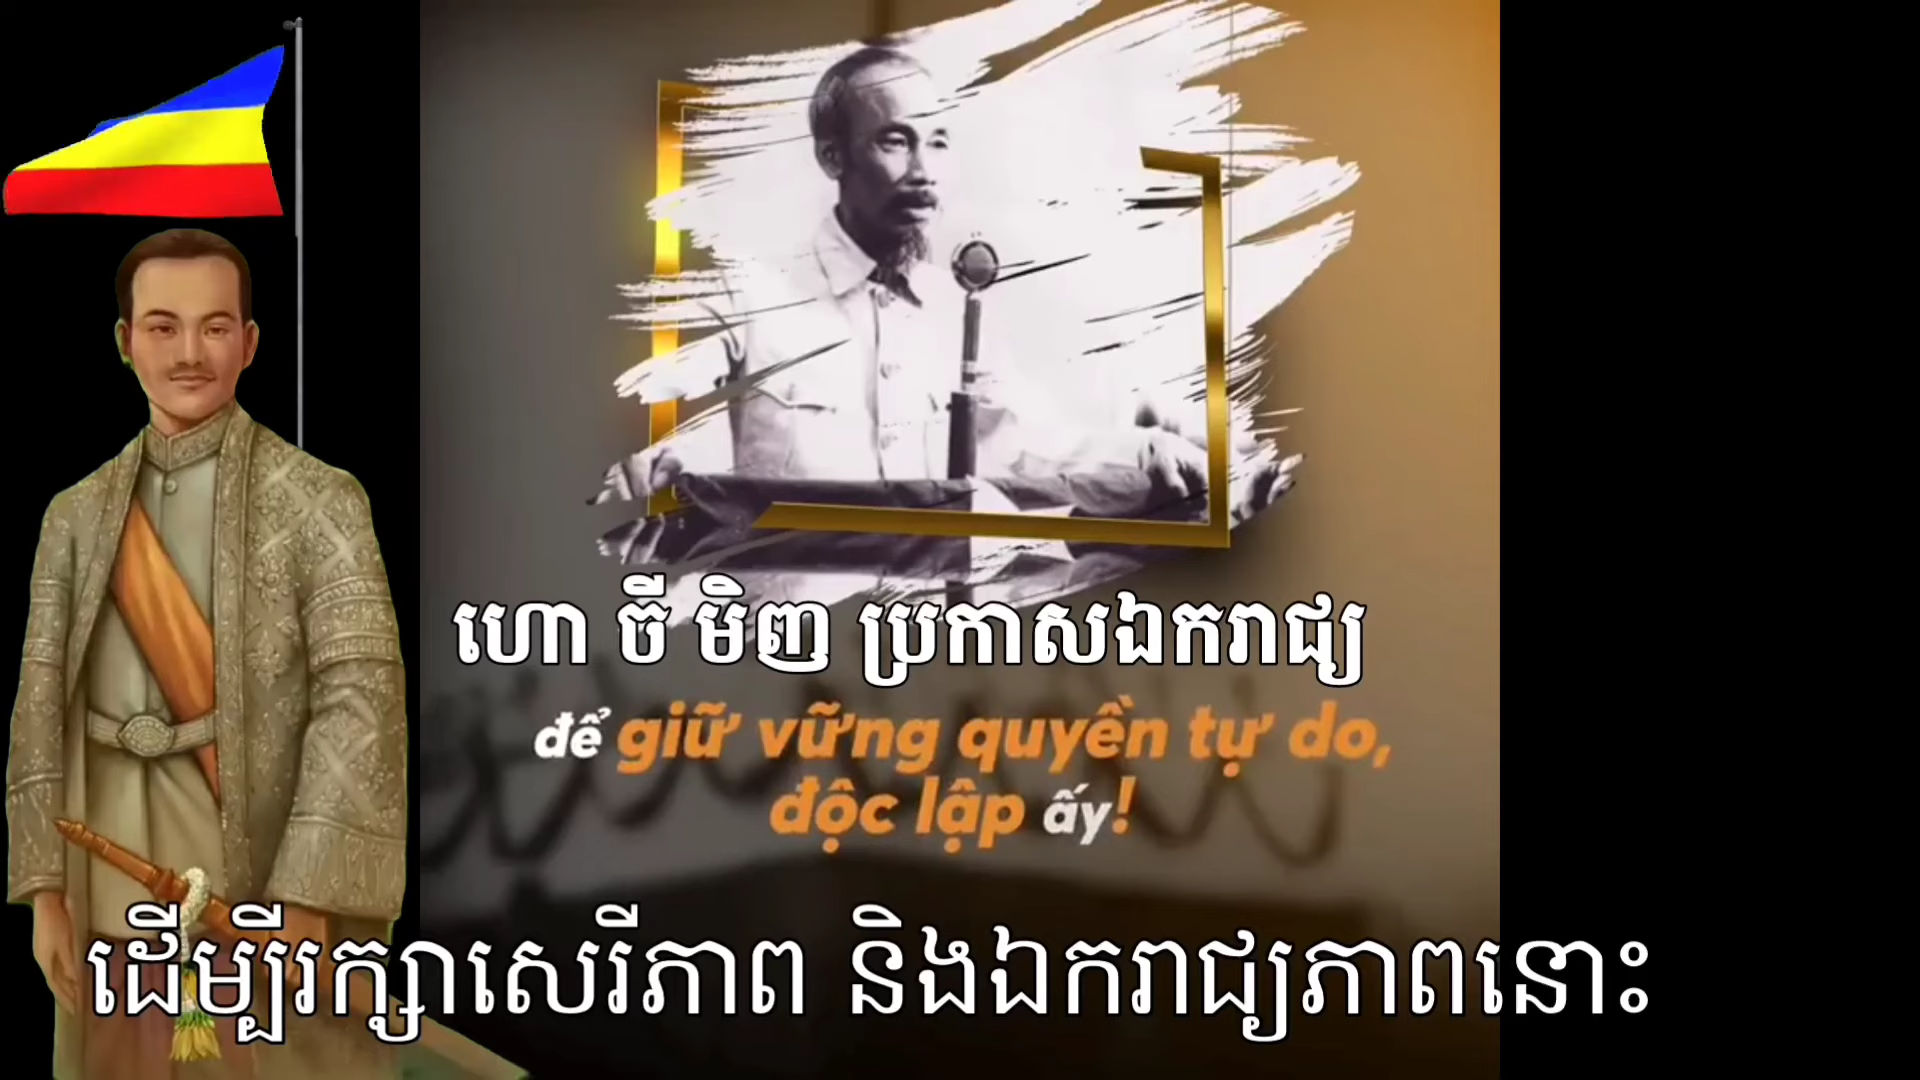 ហោ ចី មិញ ប្រកាសឯករាជ្យ
để giữ vững quyền tự do,
độc lập ấy!
ដើម្បីរក្សាសេរីភាព និងឯករាជ្យភាពនោះ